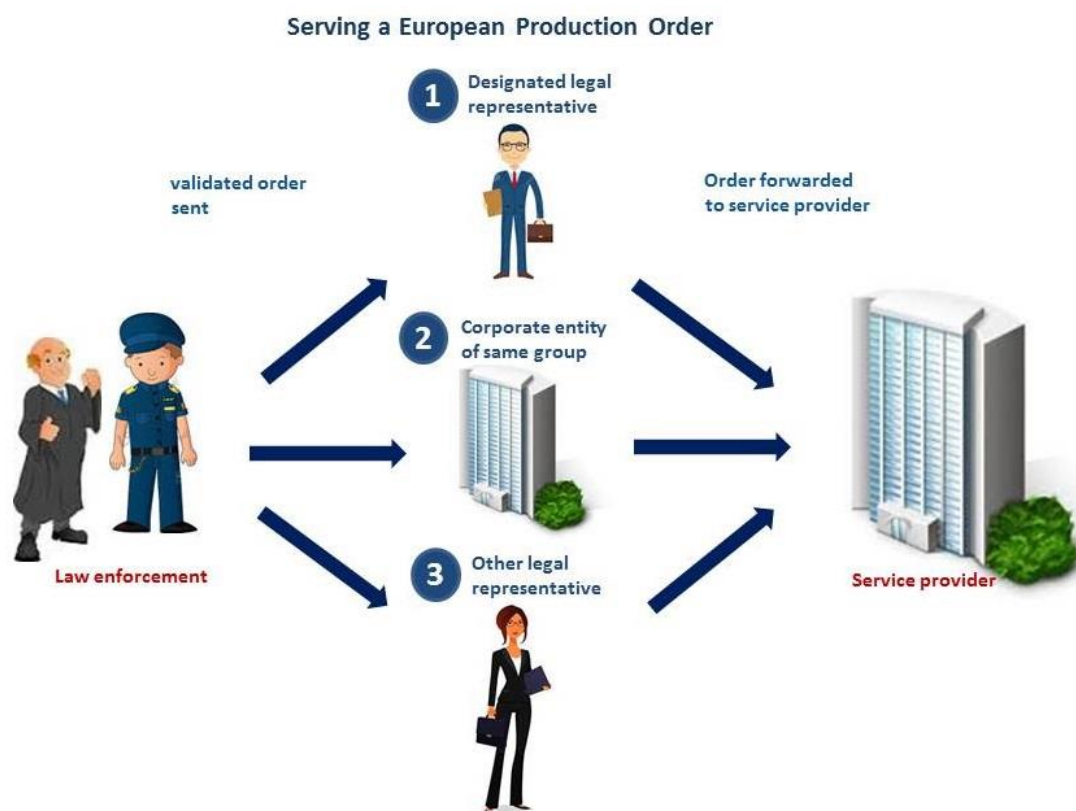 Serving a European Production Order
1
Designated legal
representative
validated order
sent
Order forwarded
to service provider
2
Corporate entity
of same group
3
Other legal
representative
Law enforcement
Service provider